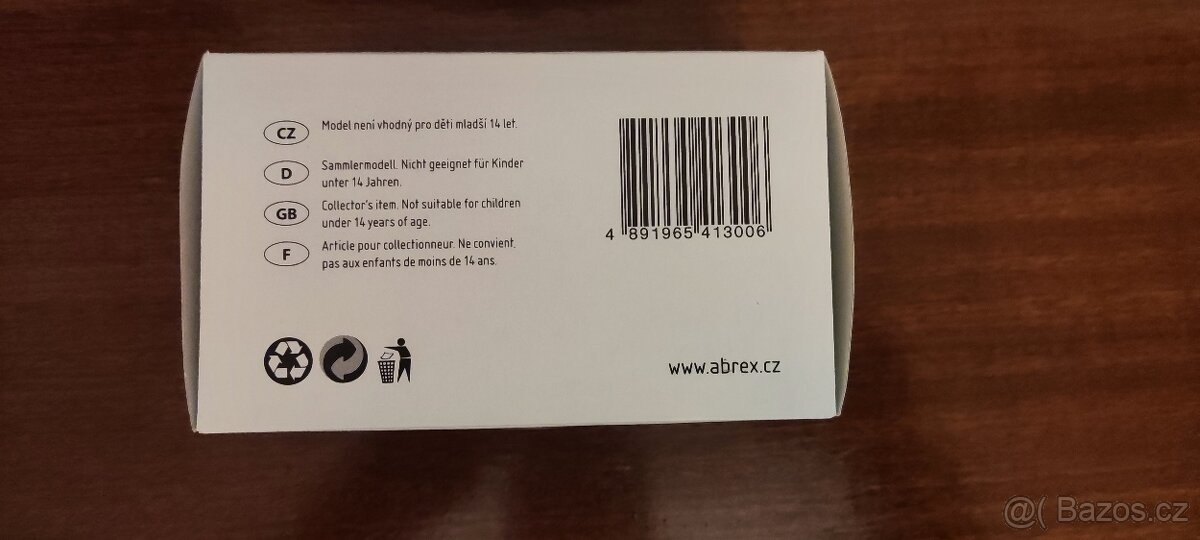 CZ Model není vhodný pro děti mladší 14 let.
D Sammlermodell. Nicht geeignet für Kinder
unter 14 Jahren.
GB Collector's item. Not suitable for children
under 14 years of age.
F Article pour collectionneur. Ne convient
pas aux enfants de moins de 14 ans.
4 891965 413006
www.abrex.cz
@( Bazos.cz